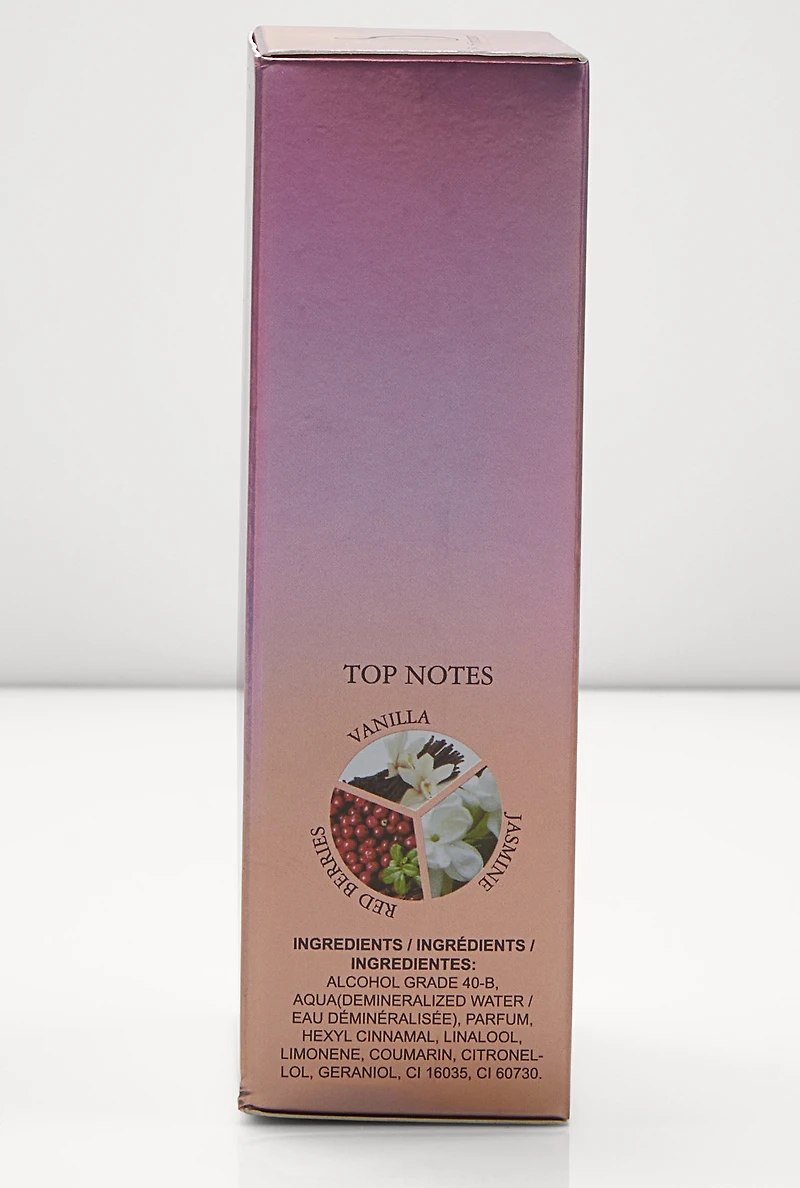 TOP NOTES
VANILLA
JASMINE
RED BERRIES
INGREDIENTS / INGRÉDIENTS /
INGREDIENTES:
ALCOHOL GRADE 40-B,
AQUA(DEMINERALIZED WATER /
EAU DÉMINÉRALISÉE), PARFUM,
HEXYL CINNAMAL, LINALOOL,
LIMONENE, COUMARIN, CITRONEL-
LOL, GERANIOL, CI 16035, CI 60730.